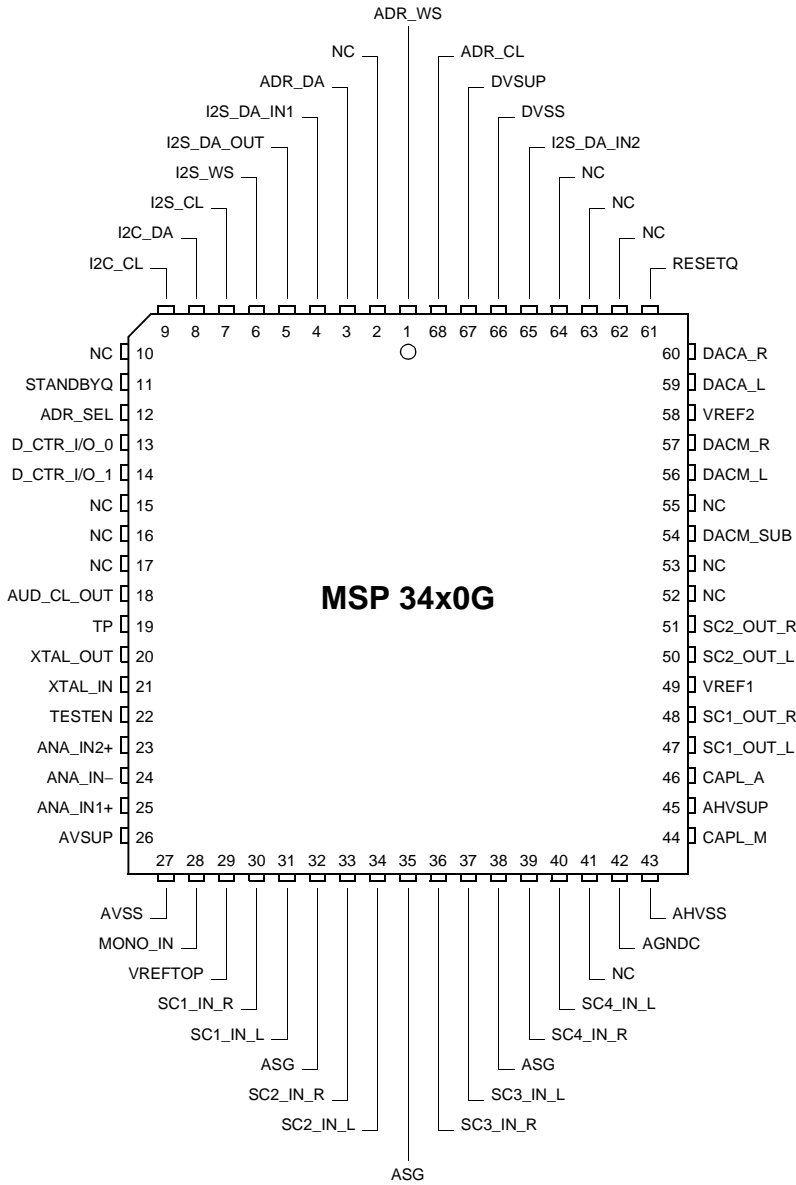 ADR_WS
NC ADR_CL
ADR_DA DVSUP
I2S_DA_IN1 DVSS
I2S_DA_OUT I2S_DA_IN2
I2S_WS NC
I2S_CL NC
I2C_DA NC
I2C_CL RESETQ
9 8 7 6 5 4 3 2 1 68 67 66 65 64 63 62 61
NC 10 60 DACA_R
STANDBYQ 11 59 DACA_L
ADR_SEL 12 58 VREF2
D_CTR_I/O_0 13 57 DACM_R
D_CTR_I/O_1 14 56 DACM_L
NC 15 55 NC
NC 16 54 DACM_SUB
NC 17 53 NC
AUD_CL_OUT 18 52 NC
MSP 34x0G
TP 19 51 SC2_OUT_R
XTAL_OUT 20 50 SC2_OUT_L
XTAL_IN 21 49 VREF1
TESTEN 22 48 SC1_OUT_R
ANA_IN2+ 23 47 SC1_OUT_L
ANA_IN− 24 46 CAPL_A
ANA_IN1+ 25 45 AHVSUP
AVSUP 26 44 CAPL_M
27 28 29 30 31 32 33 34 35 36 37 38 39 40 41 42 43
AVSS AHVSS
MONO_IN AGNDC
VREFTOP NC
SC1_IN_R SC4_IN_L
SC1_IN_L SC4_IN_R
ASG ASG
SC2_IN_R SC3_IN_L
SC2_IN_L SC3_IN_R
ASG